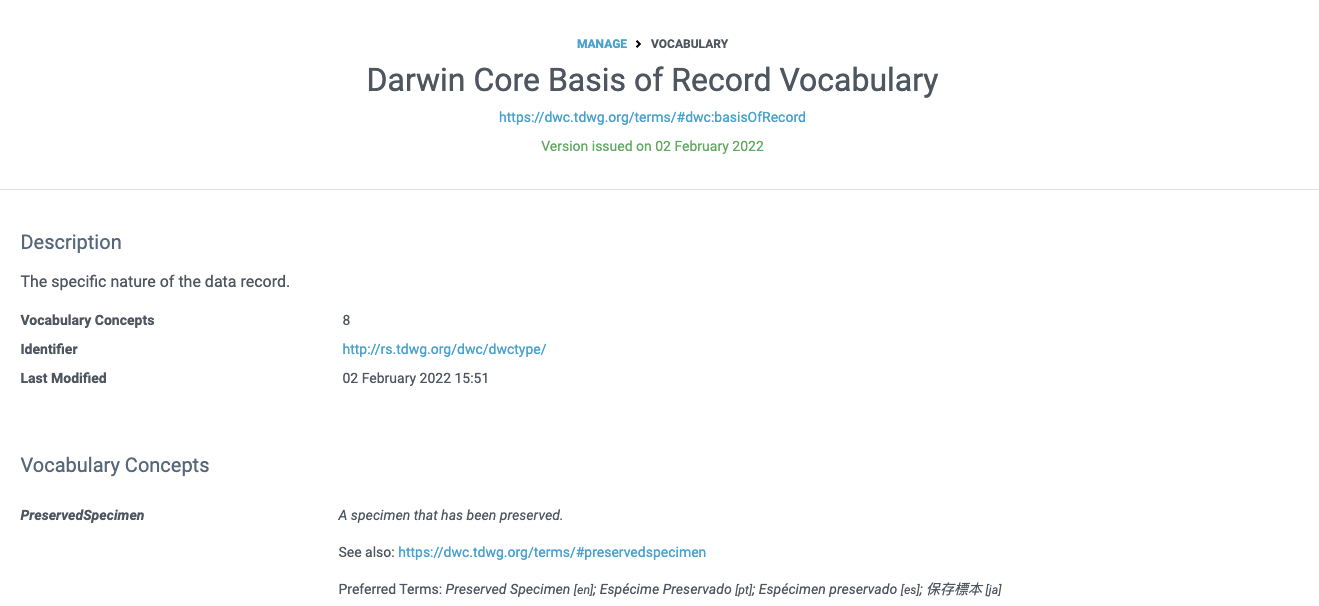 MANAGE > VOCABULARY
Darwin Core Basis of Record Vocabulary
https://dwc.tdwg.org/terms/#dwc:basisOfRecord
Version issued on 02 February 2022
Description
The specific nature of the data record.
Vocabulary Concepts 8
Identifier http://rs.tdwg.org/dwc/dwctype/
Last Modified 02 February 2022 15:51
Vocabulary Concepts
PreservedSpecimen A specimen that has been preserved.
See also: https://dwc.tdwg.org/terms/#preservedspecimen
Preferred Terms: Preserved Specimen [en]; Espécime Preservado [pt]; Espécimen preservado [es]; 保存標本 [ja]